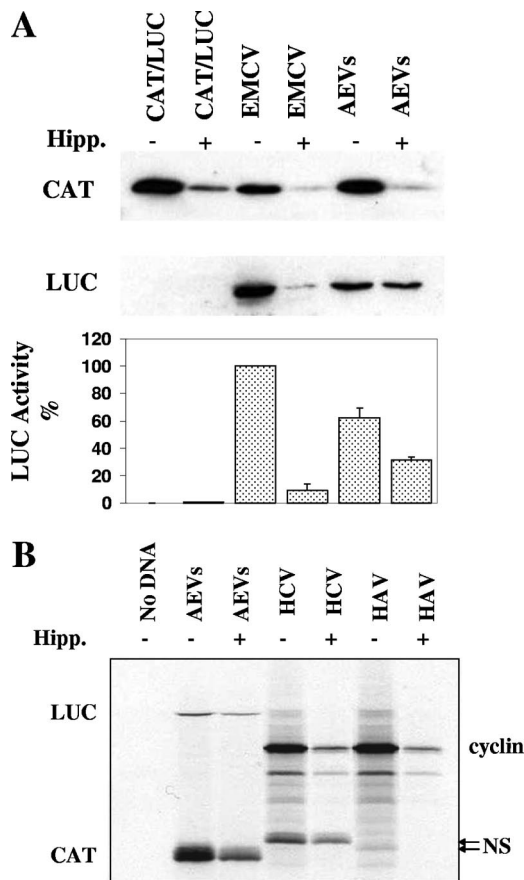 A
CAT/LUC CAT/LUC EMCV EMCV AEVs AEVs
Hipp. - + - + - +
CAT
LUC
LUC Activity %
120
100
80
60
40
20
0
B
No DNA AEVs AEVs HCV HCV HAV HAV
Hipp. - - + - + - +
LUC
cyclin
NS
CAT